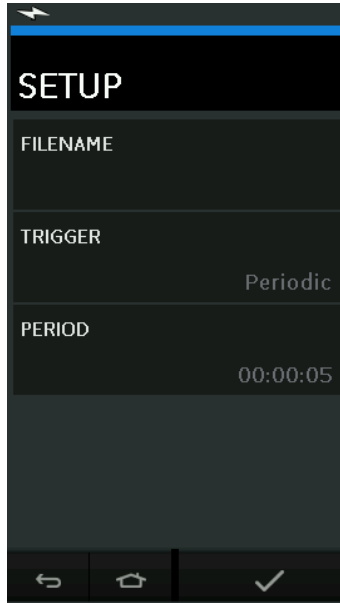 SETUP
FILENAME
TRIGGER
Periodic
PERIOD
00:00:05